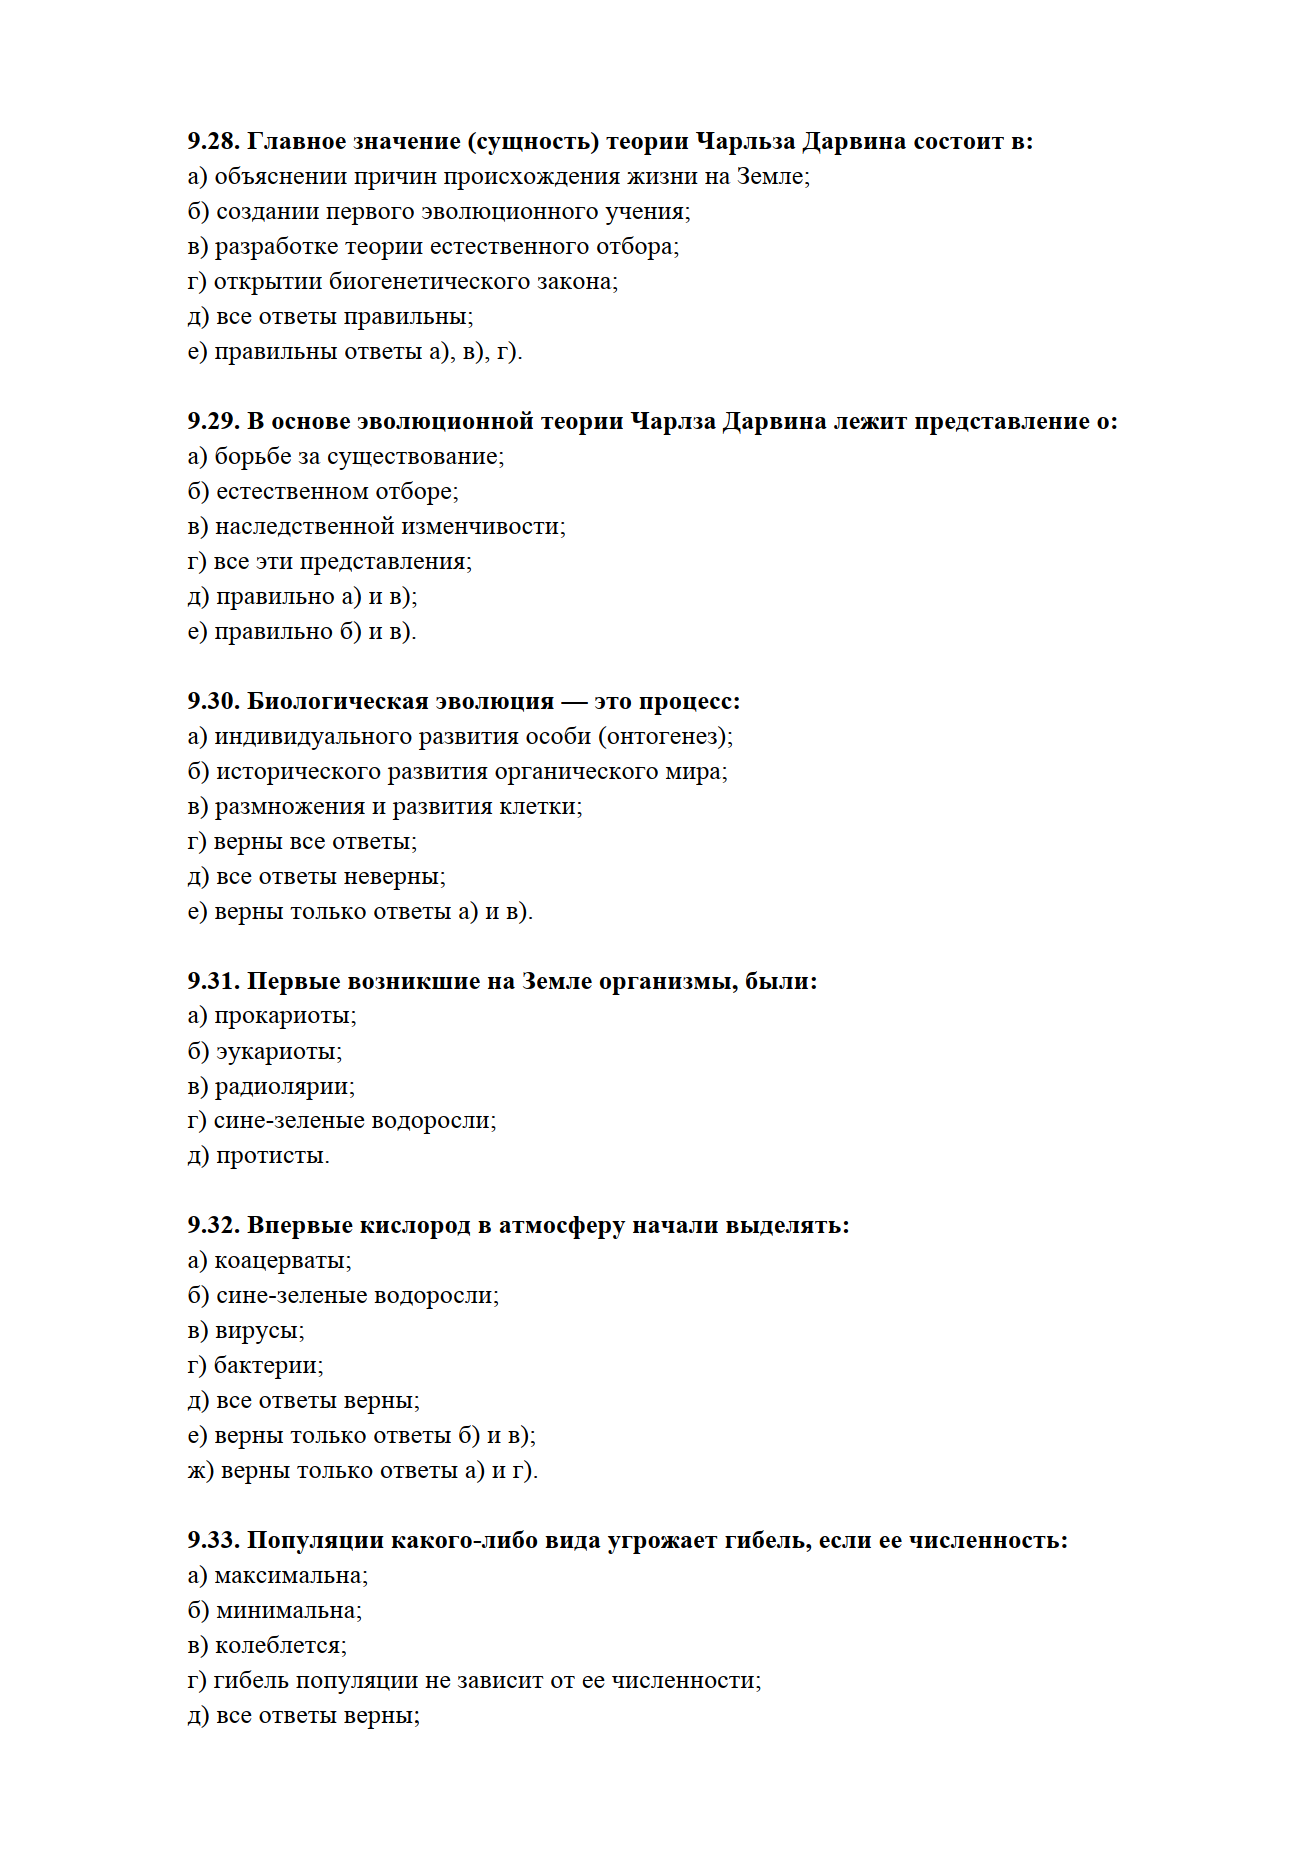 9.28. Главное значение (сущность) теории Чарльза Дарвина состоит в:
а) объяснении причин происхождения жизни на Земле;
б) создании первого эволюционного учения;
в) разработке теории естественного отбора;
г) открытии биогенетического закона;
д) все ответы правильны;
е) правильны ответы а), в), г).
9.29. В основе эволюционной теории Чарлза Дарвина лежит представление о:
а) борьбе за существование;
б) естественном отборе;
в) наследственной изменчивости;
г) все эти представления;
д) правильно а) и в);
е) правильно б) и в).
9.30. Биологическая эволюция — это процесс:
а) индивидуального развития особи (онтогенез);
б) исторического развития органического мира;
в) размножения и развития клетки;
г) верны все ответы;
д) все ответы неверны;
е) верны только ответы а) и в).
9.31. Первые возникшие на Земле организмы, были:
а) прокариоты;
б) эукариоты;
в) радиолярии;
г) сине-зеленые водоросли;
д) протисты.
9.32. Впервые кислород в атмосферу начали выделять:
а) коацерваты;
б) сине-зеленые водоросли;
в) вирусы;
г) бактерии;
д) все ответы верны;
е) верны только ответы б) и в);
ж) верны только ответы а) и г).
9.33. Популяции какого-либо вида угрожает гибель, если ее численность:
а) максимальна;
б) минимальна;
в) колеблется;
г) гибель популяции не зависит от ее численности;
д) все ответы верны;